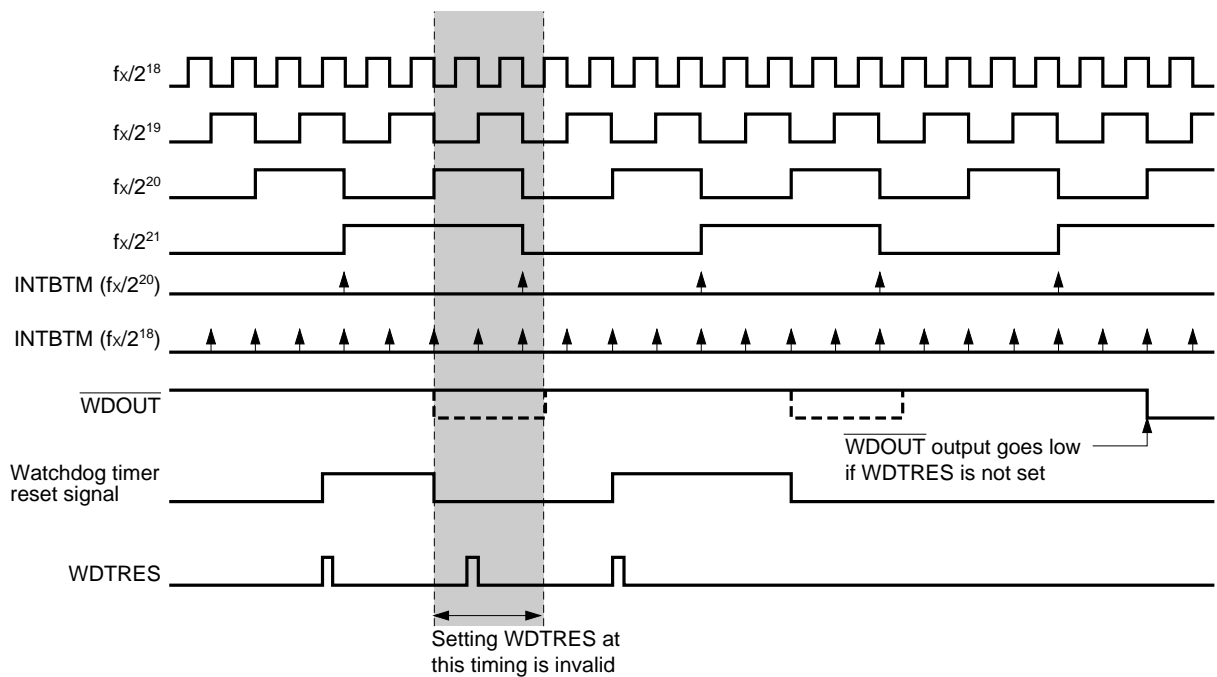 fX/2¹⁸
fX/2¹⁹
fX/2²⁰
fX/2²¹
INTBTM (fX/2²⁰)
INTBTM (fX/2¹⁸)
WDOUT
WDOUT output goes low
if WDTRES is not set
Watchdog timer
reset signal
WDTRES
Setting WDTRES at
this timing is invalid